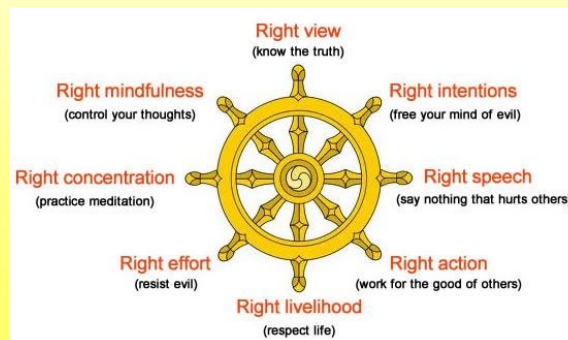 Right view
(know the truth)
Right intentions
(free your mind of evil)
Right speech
(say nothing that hurts others)
Right action
(work for the good of others)
Right livelihood
(respect life)
Right effort
(resist evil)
Right concentration
(practice meditation)
Right mindfulness
(control your thoughts)